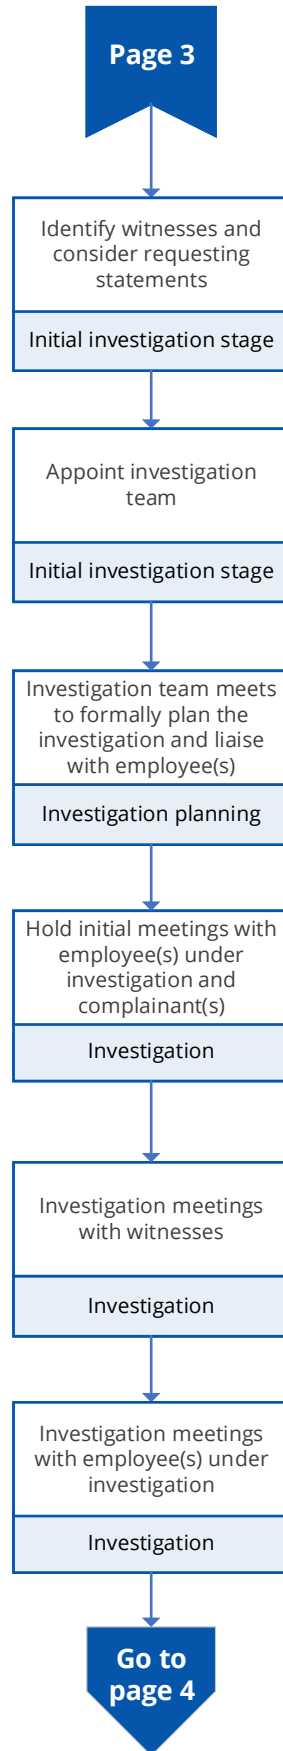 Page 3
Identify witnesses and
consider requesting
statements
Initial investigation stage
Appoint investigation
team
Initial investigation stage
Investigation team meets
to formally plan the
investigation and liaise
with employee(s)
Investigation planning
Hold initial meetings with
employee(s) under
investigation and
complainant(s)
Investigation
Investigation meetings
with witnesses
Investigation
Investigation meetings
with employee(s) under
investigation
Investigation
Go to
page 4